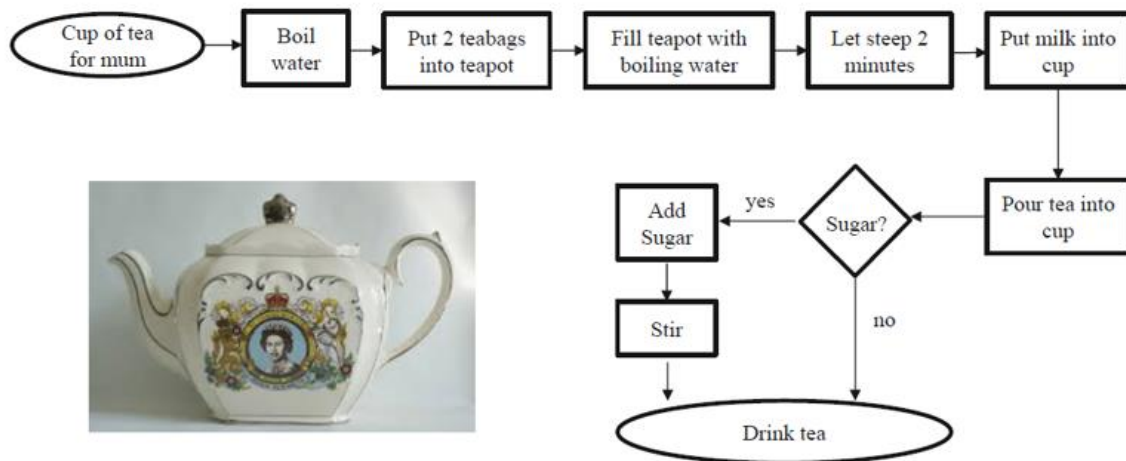 Cup of tea
for mum
Boil
water
Put 2 teabags
into teapot
Fill teapot with
boiling water
Let steep 2
minutes
Put milk into
cup
Pour tea into
cup
Sugar?
yes
Add
Sugar
Stir
no
Drink tea